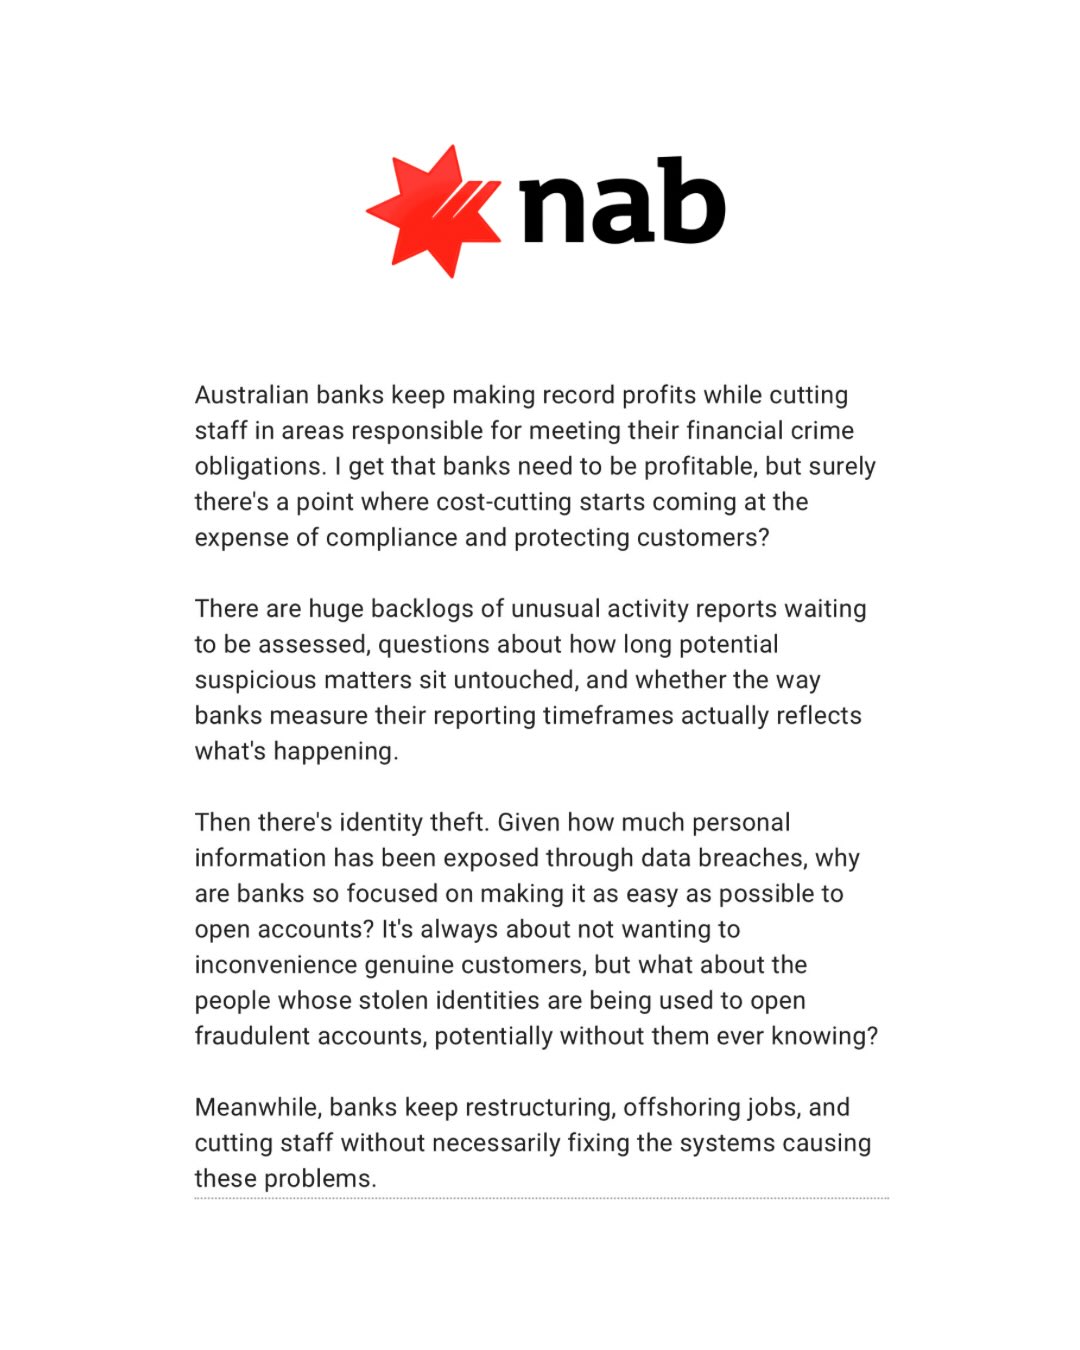 nab
Australian banks keep making record profits while cutting
staff in areas responsible for meeting their financial crime
obligations. I get that banks need to be profitable, but surely
there's a point where cost-cutting starts coming at the
expense of compliance and protecting customers?
There are huge backlogs of unusual activity reports waiting
to be assessed, questions about how long potential
suspicious matters sit untouched, and whether the way
banks measure their reporting timeframes actually reflects
what's happening.
Then there's identity theft. Given how much personal
information has been exposed through data breaches, why
are banks so focused on making it as easy as possible to
open accounts? It's always about not wanting to
inconvenience genuine customers, but what about the
people whose stolen identities are being used to open
fraudulent accounts, potentially without them ever knowing?
Meanwhile, banks keep restructuring, offshoring jobs, and
cutting staff without necessarily fixing the systems causing
these problems.